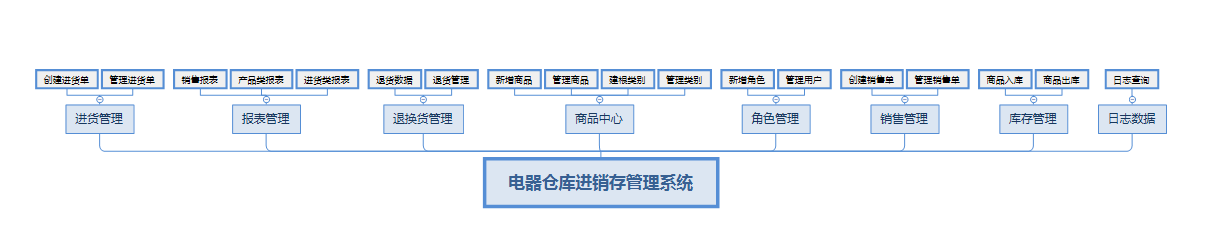 创建进货单 管理进货单 销售报表 产品类报表 进货类报表 退货数据 退货管理 新增商品 管理商品 建根类别 管理类别 新增角色 管理用户 创建销售单 管理销售单 商品入库 商品出库 日志查询
进货管理 报表管理 退换货管理 商品中心 角色管理 销售管理 库存管理 日志数据
电器仓库进销存管理系统